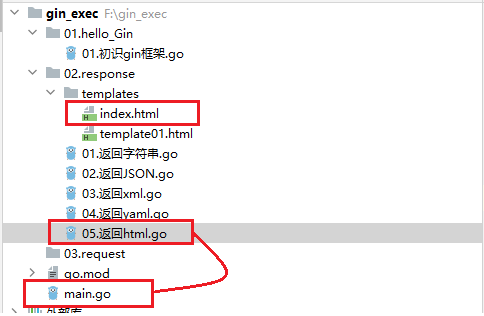 gin_exec F:\gin_exec
01.hello_Gin
01.初识gin框架.go
02.response
templates
index.html
template01.html
01.返回字符串.go
02.返回JSON.go
03.返回xml.go
04.返回yaml.go
05.返回html.go
03.request
go.mod
main.go
外部库